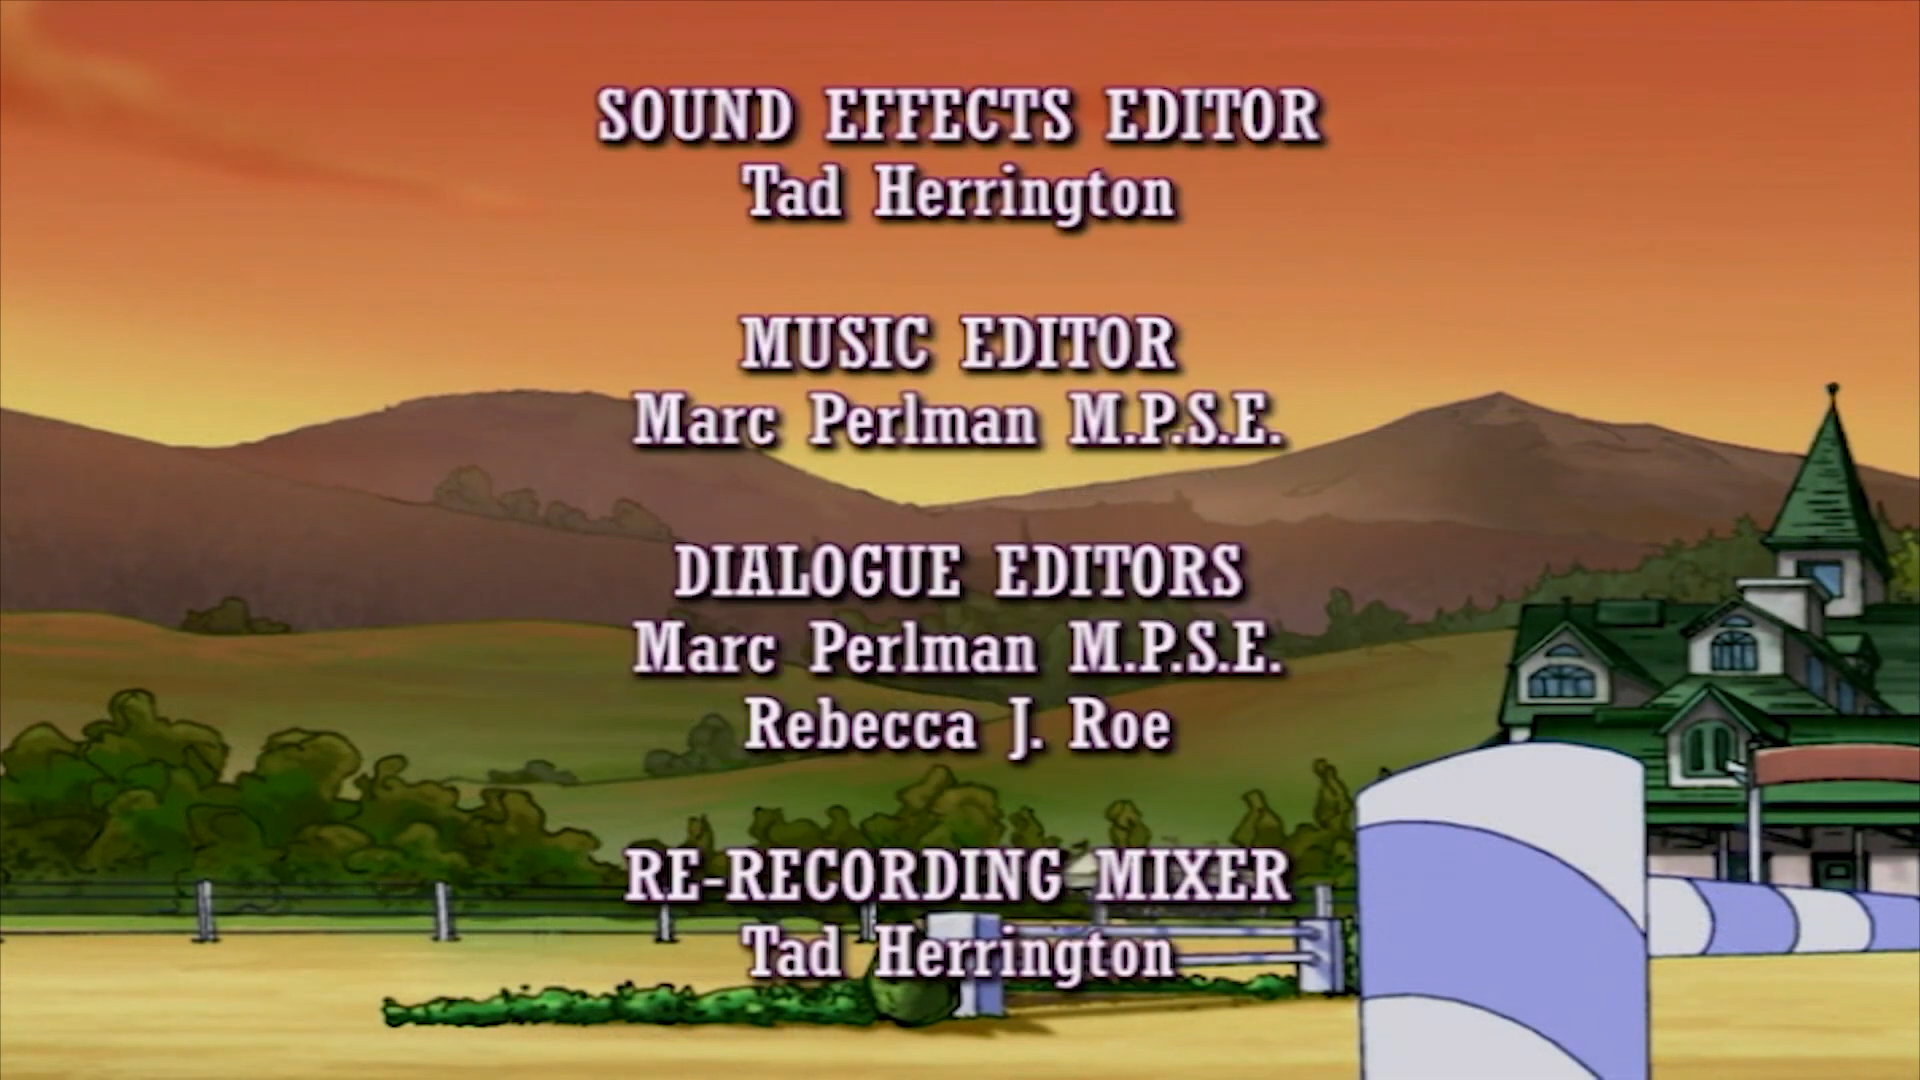 SOUND EFFECTS EDITOR
Tad Herrington
MUSIC EDITOR
Marc Perlman M.P.S.E.
DIALOGUE EDITORS
Marc Perlman M.P.S.E.
Rebecca J. Roe
RE-RECORDING MIXER
Tad Herrington